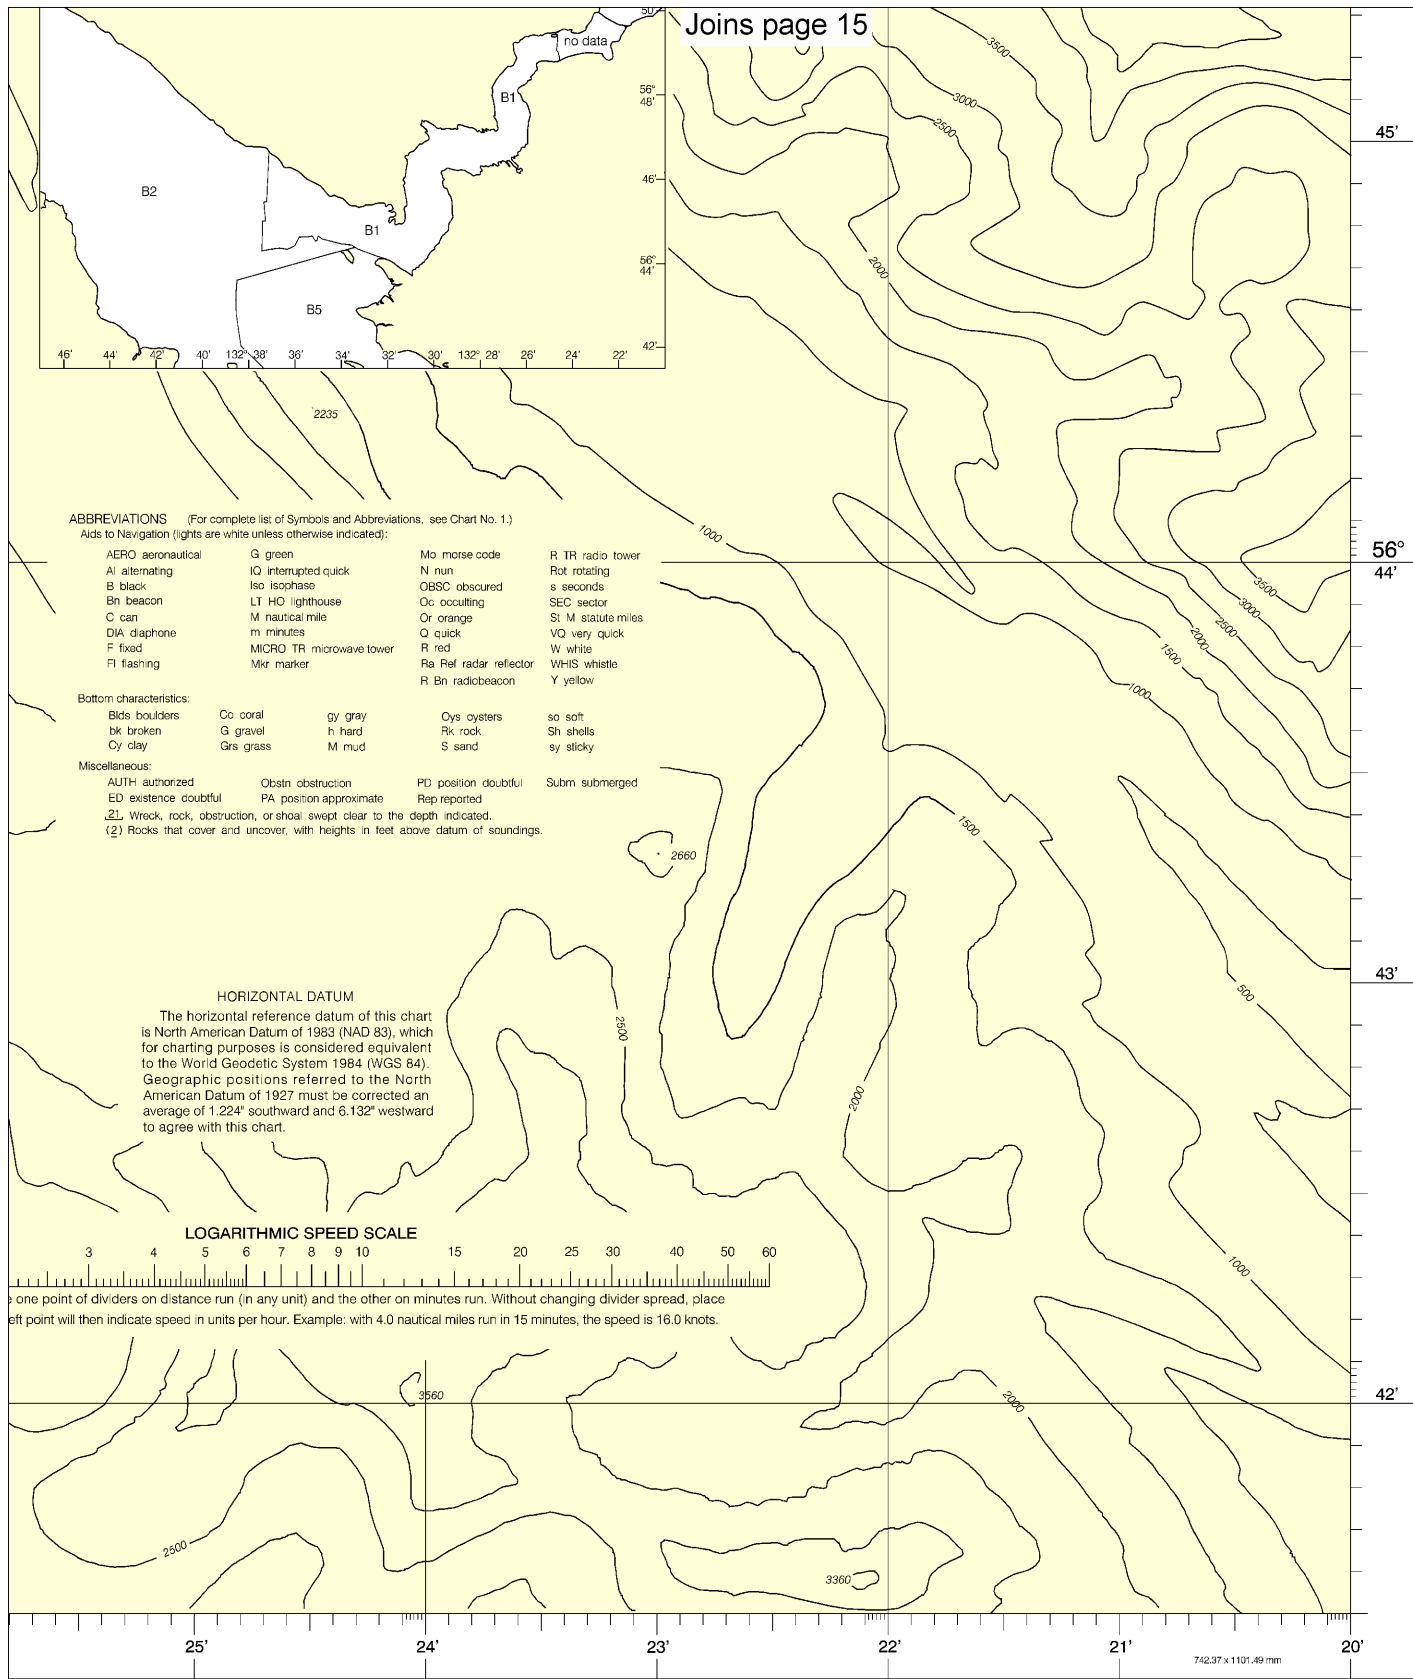 Joins page 15
50'
no data
B1
56°
48'
3500
3000
2500
45'
B2
46'
B1
56°
44'
2000
B5
42'
46'
44'
42'
40'
132°
38'
36'
34'
32'
30'
132°
28'
26'
24'
22'
2235
1000
56°
44'
ABBREVIATIONS (For complete list of Symbols and Abbreviations, see Chart No. 1.)
Aids to Navigation (lights are white unless otherwise indicated):
AERO aeronautical
Al alternating
B black
Bn beacon
C can
DIA diaphone
F fixed
Fl flashing
G green
IQ interrupted quick
Iso isophase
LT HO lighthouse
M nautical mile
m minutes
MICRO TR microwave tower
Mkr marker
Mo morse code
N nun
OBSC obscured
Oc occulting
Or orange
Q quick
R red
Ra Ref radar reflector
R Bn radiobeacon
R TR radio tower
Rot rotating
s seconds
SEC sector
St M statute miles
VQ very quick
W white
WHIS whistle
Y yellow
3500
3000
2500
2000
1500
1000
Bottom characteristics:
Blds boulders
bk broken
Cy clay
Co coral
G gravel
Grs grass
gy gray
h hard
M mud
Oys oysters
Rk rock
S sand
so soft
Sh shells
sy sticky
Miscellaneous:
AUTH authorized
ED existence doubtful
Obstn obstruction
PA position approximate
PD position doubtful
Rep reported
Subm submerged
21, Wreck, rock, obstruction, or shoal swept clear to the depth indicated.
(2) Rocks that cover and uncover, with heights in feet above datum of soundings.
2660
1500
43'
500
HORIZONTAL DATUM
The horizontal reference datum of this chart
is North American Datum of 1983 (NAD 83), which
for charting purposes is considered equivalent
to the World Geodetic System 1984 (WGS 84).
Geographic positions referred to the North
American Datum of 1927 must be corrected an
average of 1.224" southward and 6.132" westward
to agree with this chart.
2500
2000
1000
LOGARITHMIC SPEED SCALE
3 4 5 6 7 8 9 10 15 20 25 30 40 50 60
e one point of dividers on distance run (in any unit) and the other on minutes run. Without changing divider spread, place
eft point will then indicate speed in units per hour. Example: with 4.0 nautical miles run in 15 minutes, the speed is 16.0 knots.
3560
2000
42'
2500
3360
25' 24' 23' 22' 21' 20'
742.37 x 1101.49 mm